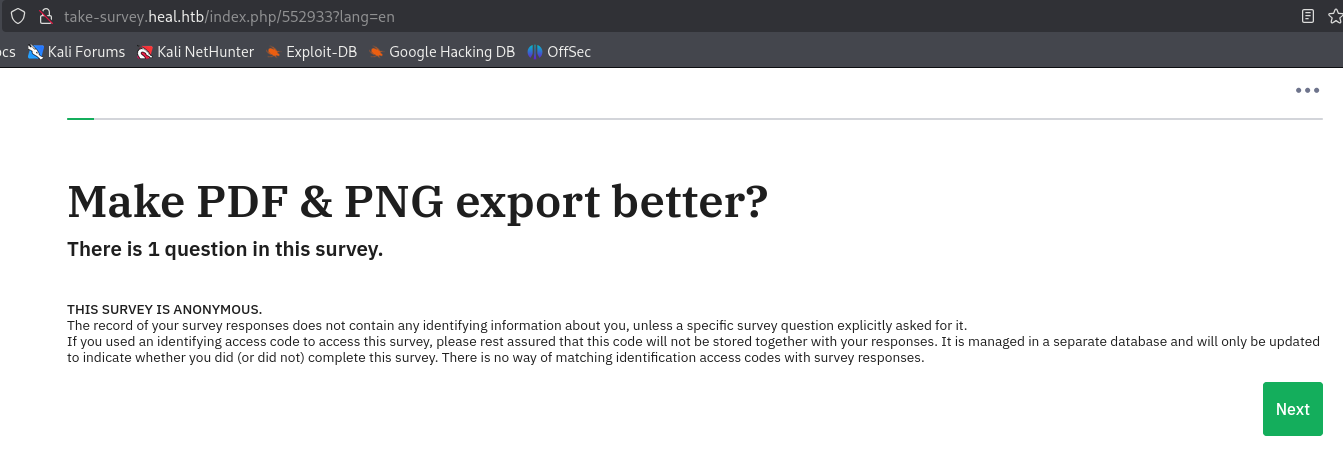 take-survey.heal.htb/index.php/552933?lang=en
ocs Kali Forums Kali NetHunter Exploit-DB Google Hacking DB OffSec
Make PDF & PNG export better?
There is 1 question in this survey.
THIS SURVEY IS ANONYMOUS.
The record of your survey responses does not contain any identifying information about you, unless a specific survey question explicitly asked for it.
If you used an identifying access code to access this survey, please rest assured that this code will not be stored together with your responses. It is managed in a separate database and will only be updated
to indicate whether you did (or did not) complete this survey. There is no way of matching identification access codes with survey responses.
Next